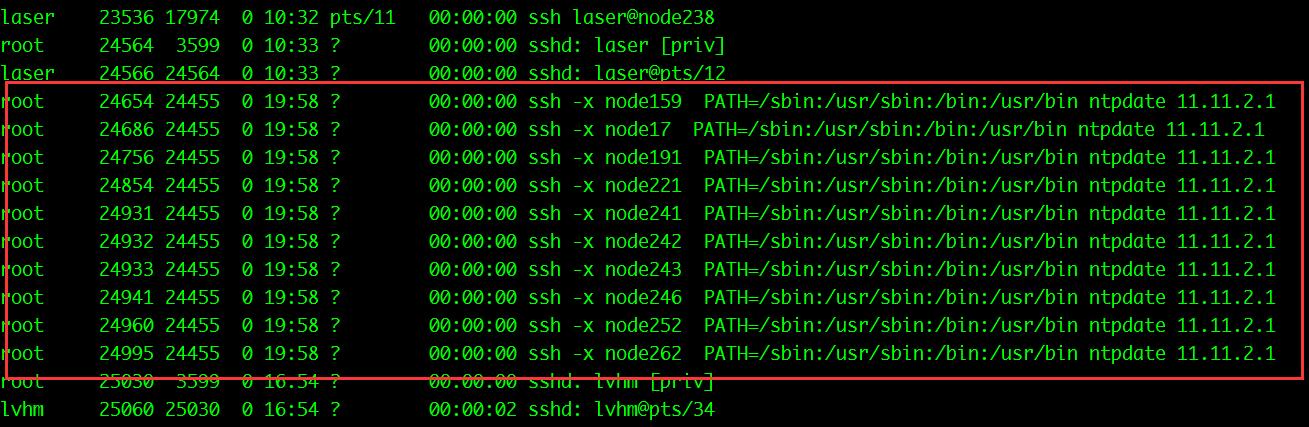 laser    23536 17974  0 10:32 pts/11   00:00:00 ssh laser@node238
root     24564  3599  0 10:33 ?        00:00:00 sshd: laser [priv]
laser    24566 24564  0 10:33 ?        00:00:00 sshd: laser@pts/12
root     24654 24455  0 19:58 ?        00:00:00 ssh -x node159  PATH=/sbin:/usr/sbin:/bin:/usr/bin ntpdate 11.11.2.1
root     24686 24455  0 19:58 ?        00:00:00 ssh -x node17  PATH=/sbin:/usr/sbin:/bin:/usr/bin ntpdate 11.11.2.1
root     24756 24455  0 19:58 ?        00:00:00 ssh -x node191  PATH=/sbin:/usr/sbin:/bin:/usr/bin ntpdate 11.11.2.1
root     24854 24455  0 19:58 ?        00:00:00 ssh -x node221  PATH=/sbin:/usr/sbin:/bin:/usr/bin ntpdate 11.11.2.1
root     24931 24455  0 19:58 ?        00:00:00 ssh -x node241  PATH=/sbin:/usr/sbin:/bin:/usr/bin ntpdate 11.11.2.1
root     24932 24455  0 19:58 ?        00:00:00 ssh -x node242  PATH=/sbin:/usr/sbin:/bin:/usr/bin ntpdate 11.11.2.1
root     24933 24455  0 19:58 ?        00:00:00 ssh -x node243  PATH=/sbin:/usr/sbin:/bin:/usr/bin ntpdate 11.11.2.1
root     24941 24455  0 19:58 ?        00:00:00 ssh -x node246  PATH=/sbin:/usr/sbin:/bin:/usr/bin ntpdate 11.11.2.1
root     24960 24455  0 19:58 ?        00:00:00 ssh -x node252  PATH=/sbin:/usr/sbin:/bin:/usr/bin ntpdate 11.11.2.1
root     24995 24455  0 19:58 ?        00:00:00 ssh -x node262  PATH=/sbin:/usr/sbin:/bin:/usr/bin ntpdate 11.11.2.1
root     25030  3599  0 16:54 ?        00:00:00 sshd: lvhm [priv]
lvhm     25060 25030  0 16:54 ?        00:00:02 sshd: lvhm@pts/34